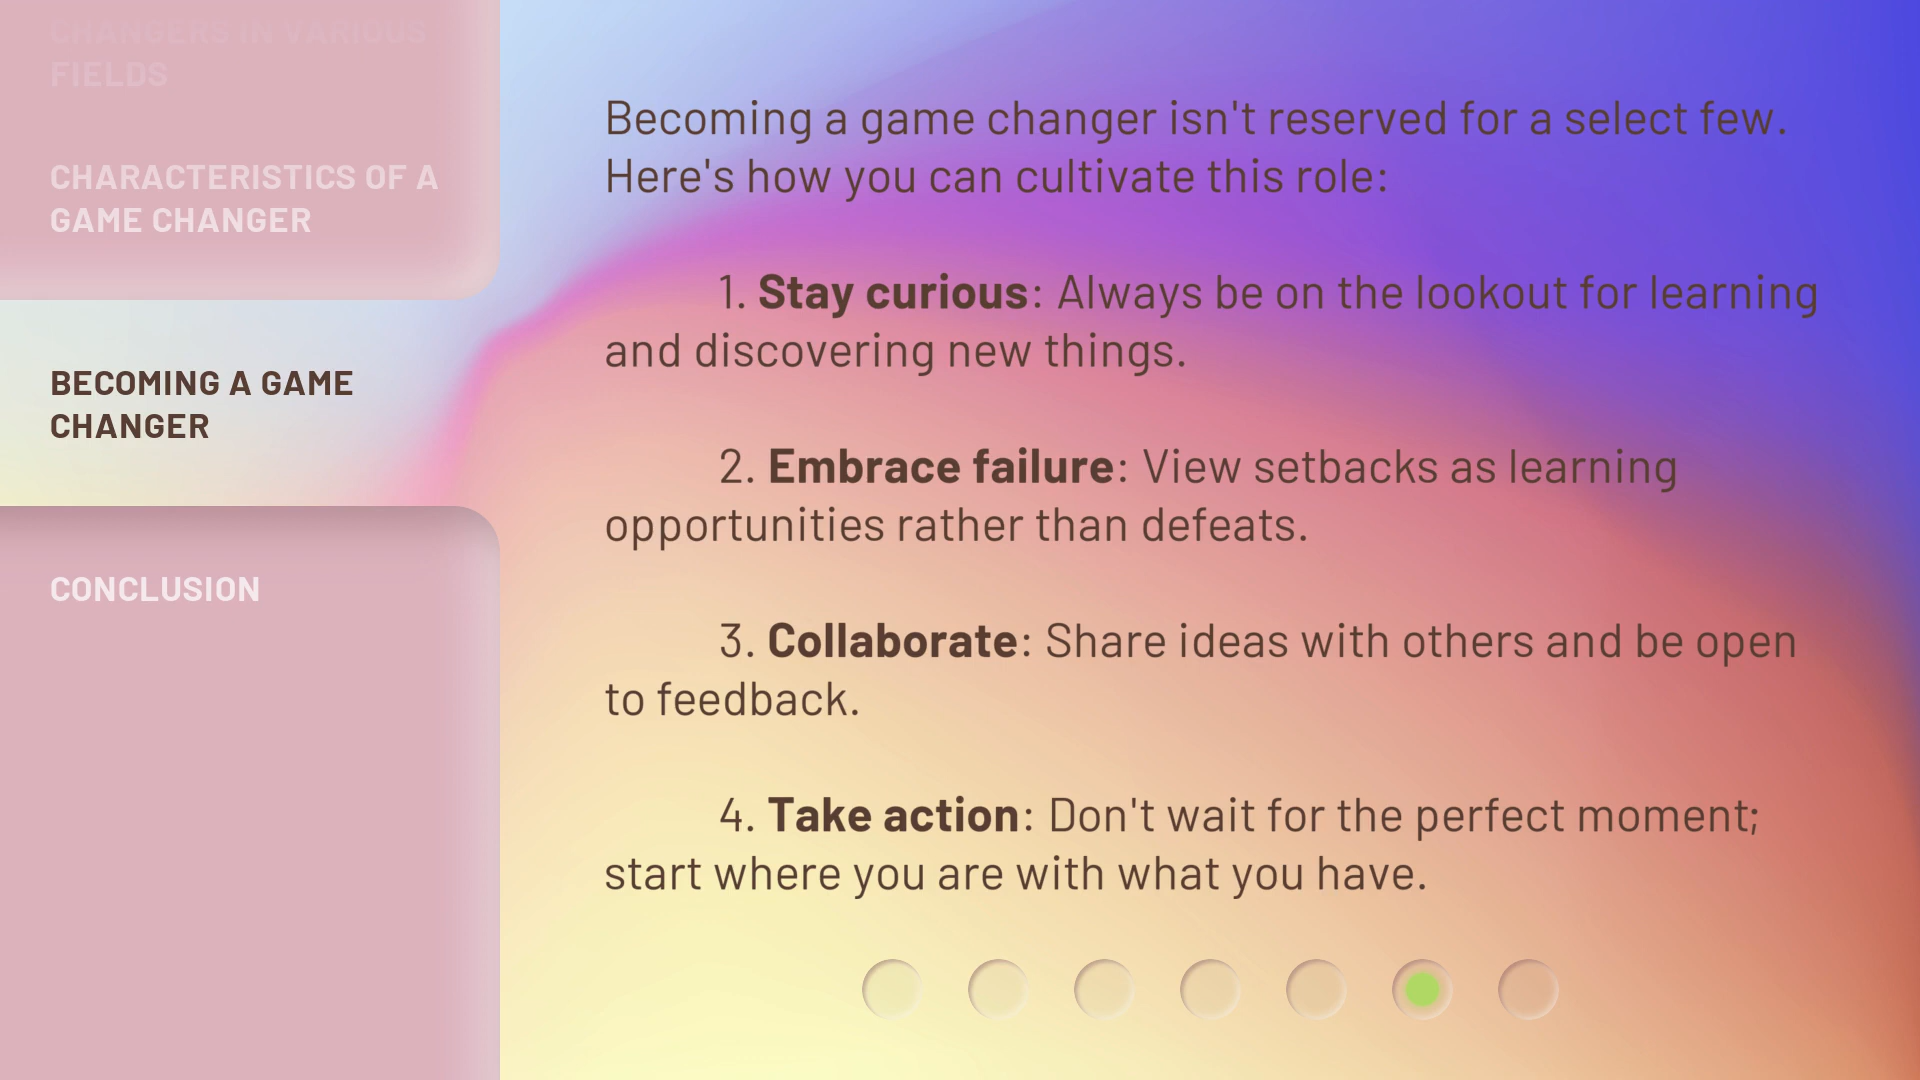 CHANGERS IN VARIOUS
FIELDS
CHARACTERISTICS OF A
GAME CHANGER
BECOMING A GAME
CHANGER
CONCLUSION
Becoming a game changer isn't reserved for a select few.
Here's how you can cultivate this role:
1. Stay curious: Always be on the lookout for learning
and discovering new things.
2. Embrace failure: View setbacks as learning
opportunities rather than defeats.
3. Collaborate: Share ideas with others and be open
to feedback.
4. Take action: Don't wait for the perfect moment;
start where you are with what you have.